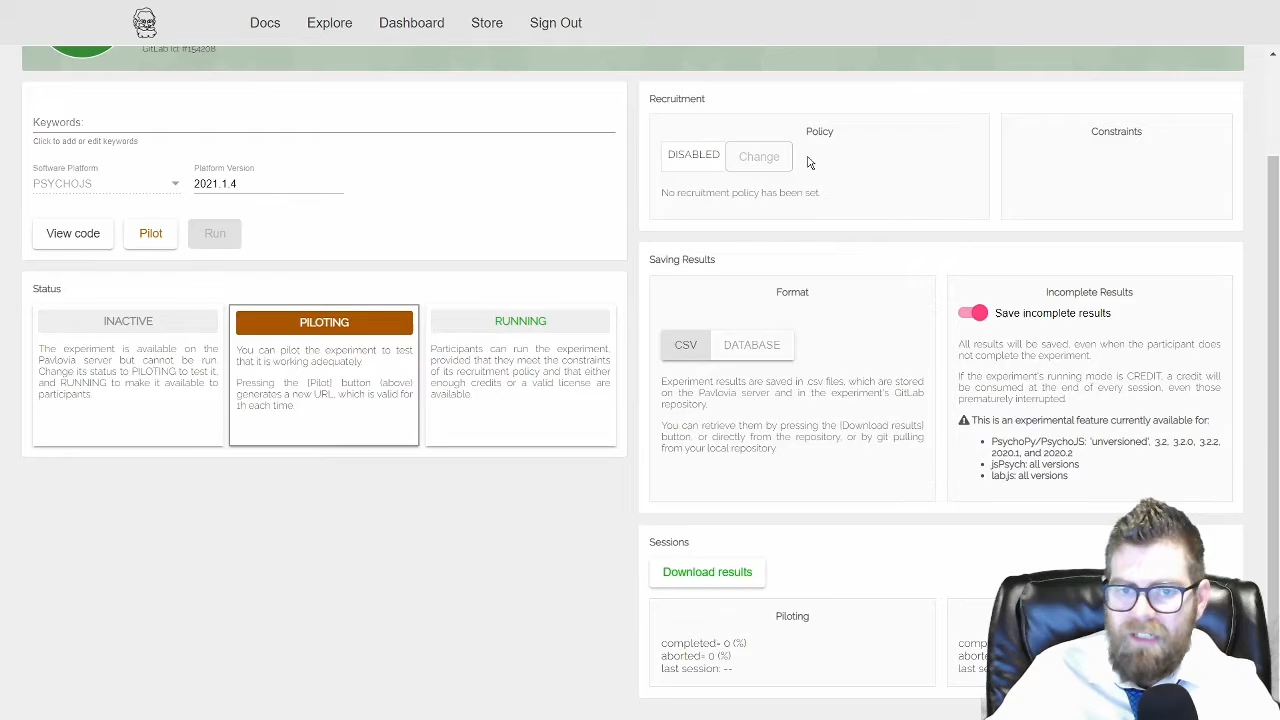 Docs Explore Dashboard Store Sign Out
GitLab Id: #154208
Keywords:
Click to add or edit keywords
Software Platform
PSYCHOJS
Platform Version
2021.1.4
View code
Pilot
Run
Status
INACTIVE
The experiment is available on the
Pavlovia server but cannot be run.
Change its status to PILOTING to test it,
and RUNNING to make it available to
participants.
PILOTING
You can pilot the experiment to test
that it is working adequately.
Pressing the [Pilot] button (above)
generates a new URL, which is valid for
1h each time.
RUNNING
Participants can run the experiment,
provided that they meet the constraints
of its recruitment policy and that either
enough credits or a valid license are
available.
Recruitment
Policy
DISABLED
Change
No recruitment policy has been set.
Constraints
Saving Results
Format
CSV
DATABASE
Experiment results are saved in .csv files, which are stored
on the Pavlovia server and in the experiment's GitLab
repository.
You can retrieve them by pressing the [Download results]
button, or directly from the repository, or by git pulling
from your local repository.
Incomplete Results
Save incomplete results
All results will be saved, even when the participant does
not complete the experiment.
If the experiment's running mode is CREDIT, a credit will
be consumed at the end of every session, even those
prematurely interrupted.
This is an experimental feature currently available for:
PsychoPy/PsychoJS: 'unversioned', 3.2, 3.2.0, 3.2.2,
2020.1, and 2020.2
jsPsych: all versions
lab.js: all versions
Sessions
Download results
Piloting
completed= 0 (%)
aborted= 0 (%)
last session: --